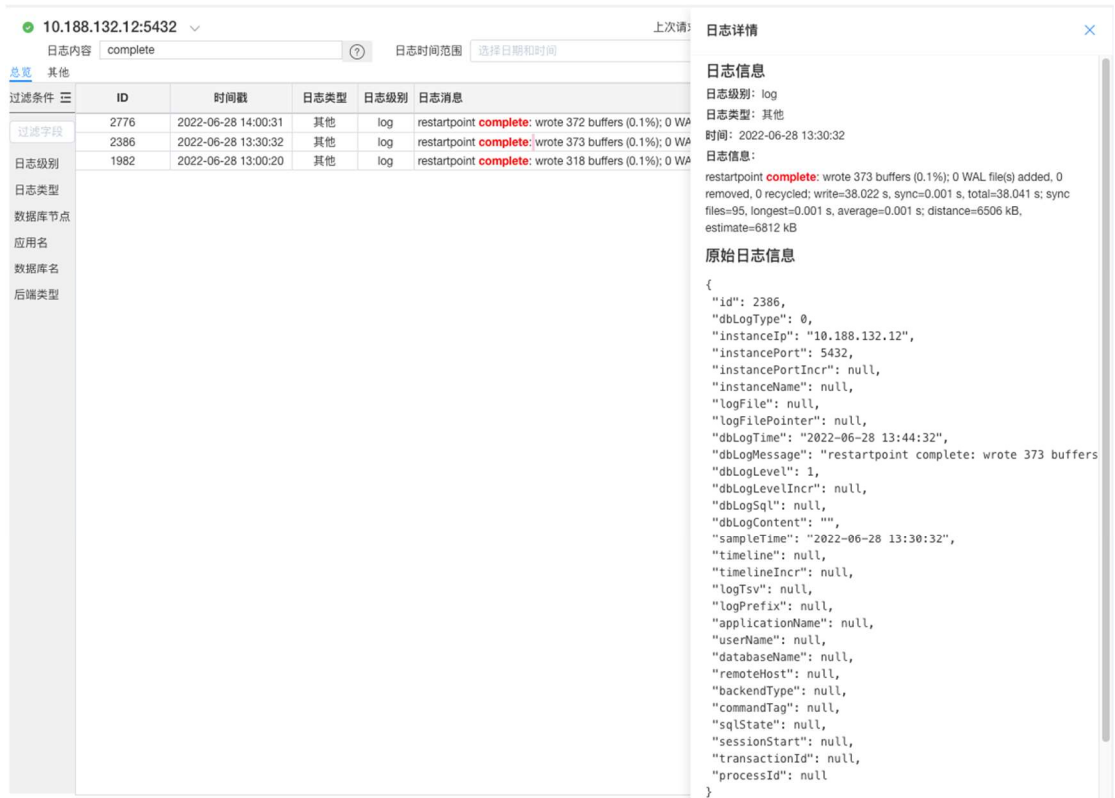 10.188.132.12:5432
上次请
日志内容 complete ? 日志时间范围 选择日期和时间
总览 其他
过滤条件 ID 时间戳 日志类型 日志级别 日志消息
过滤字段
日志级别
日志类型
数据库节点
应用名
数据库名
后端类型
2776 2022-06-28 14:00:31 其他 log restartpoint complete: wrote 372 buffers (0.1%); 0 WA
2386 2022-06-28 13:30:32 其他 log restartpoint complete: wrote 373 buffers (0.1%); 0 WA
1982 2022-06-28 13:00:20 其他 log restartpoint complete: wrote 318 buffers (0.1%); 0 WA
日志详情
日志信息
日志级别: log
日志类型: 其他
时间: 2022-06-28 13:30:32
日志信息:
restartpoint complete: wrote 373 buffers (0.1%); 0 WAL file(s) added, 0
removed, 0 recycled; write=38.022 s, sync=0.001 s, total=38.041 s; sync
files=95, longest=0.001 s, average=0.001 s; distance=6506 kB,
estimate=6812 kB
原始日志信息
{
"id": 2386,
"dbLogType": 0,
"instanceIp": "10.188.132.12",
"instancePort": 5432,
"instancePortIncr": null,
"instanceName": null,
"logFile": null,
"logFilePointer": null,
"dbLogTime": "2022-06-28 13:44:32",
"dbLogMessage": "restartpoint complete: wrote 373 buffers
"dbLogLevel": 1,
"dbLogLevelIncr": null,
"dbLogSql": null,
"dbLogContent": "",
"sampleTime": "2022-06-28 13:30:32",
"timeline": null,
"timelineIncr": null,
"logTsv": null,
"logPrefix": null,
"applicationName": null,
"userName": null,
"databaseName": null,
"remoteHost": null,
"backendType": null,
"commandTag": null,
"sqlState": null,
"sessionStart": null,
"transactionId": null,
"processId": null
}